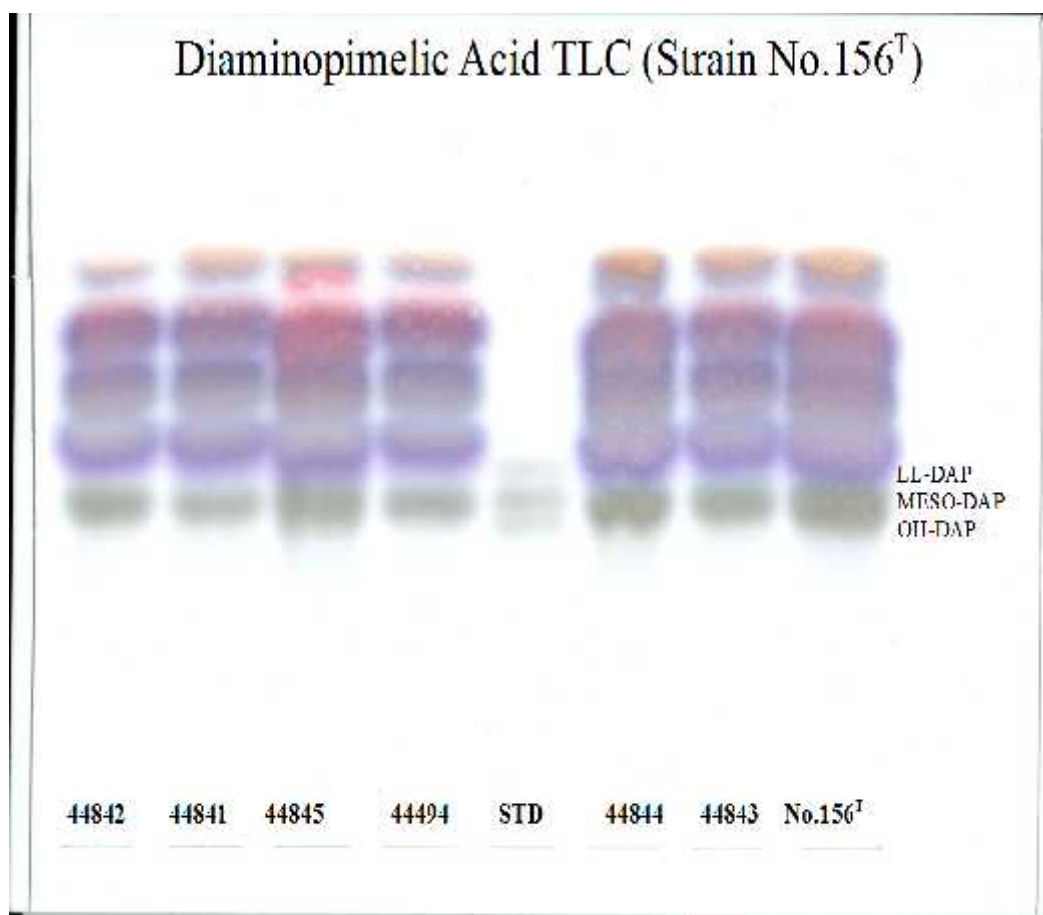 Diaminopimelic Acid TLC (Strain No.156ᵀ)
LL-DAP
MESO-DAP
OH-DAP
44842 44841 44845 44494 STD 44844 44843 No.156ᵀ